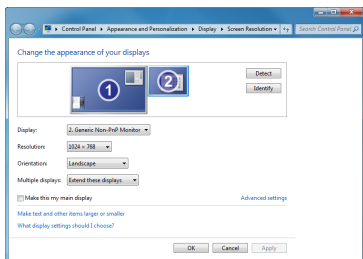 Control Panel ▸ Appearance and Personalization ▸ Display ▸ Screen Resolution
Search Control Panel
Change the appearance of your displays
1
2
Detect
Identify
Display: 2. Generic Non-PnP Monitor
Resolution: 1024 × 768
Orientation: Landscape
Multiple displays: Extend these displays
Make this my main display
Advanced settings
Make text and other items larger or smaller
What display settings should I choose?
OK Cancel Apply